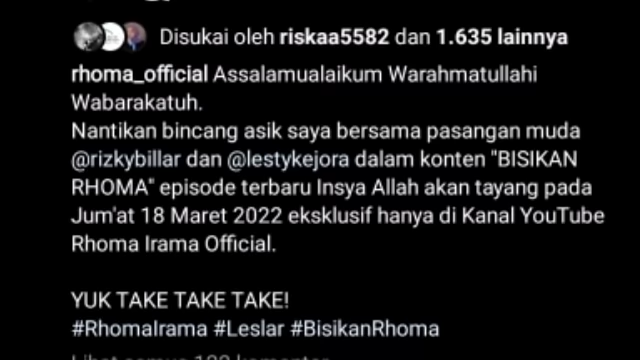 Disukai oleh riskaa5582 dan 1.635 lainnya
rhoma_official Assalamualaikum Warahmatullahi
Wabarakatuh.
Nantikan bincang asik saya bersama pasangan muda
@rizkybillar dan @lestykejora dalam konten "BISIKAN
RHOMA" episode terbaru Insya Allah akan tayang pada
Jum'at 18 Maret 2022 eksklusif hanya di Kanal YouTube
Rhoma Irama Official.
YUK TAKE TAKE TAKE!
#RhomaIrama #Leslar #BisikanRhoma